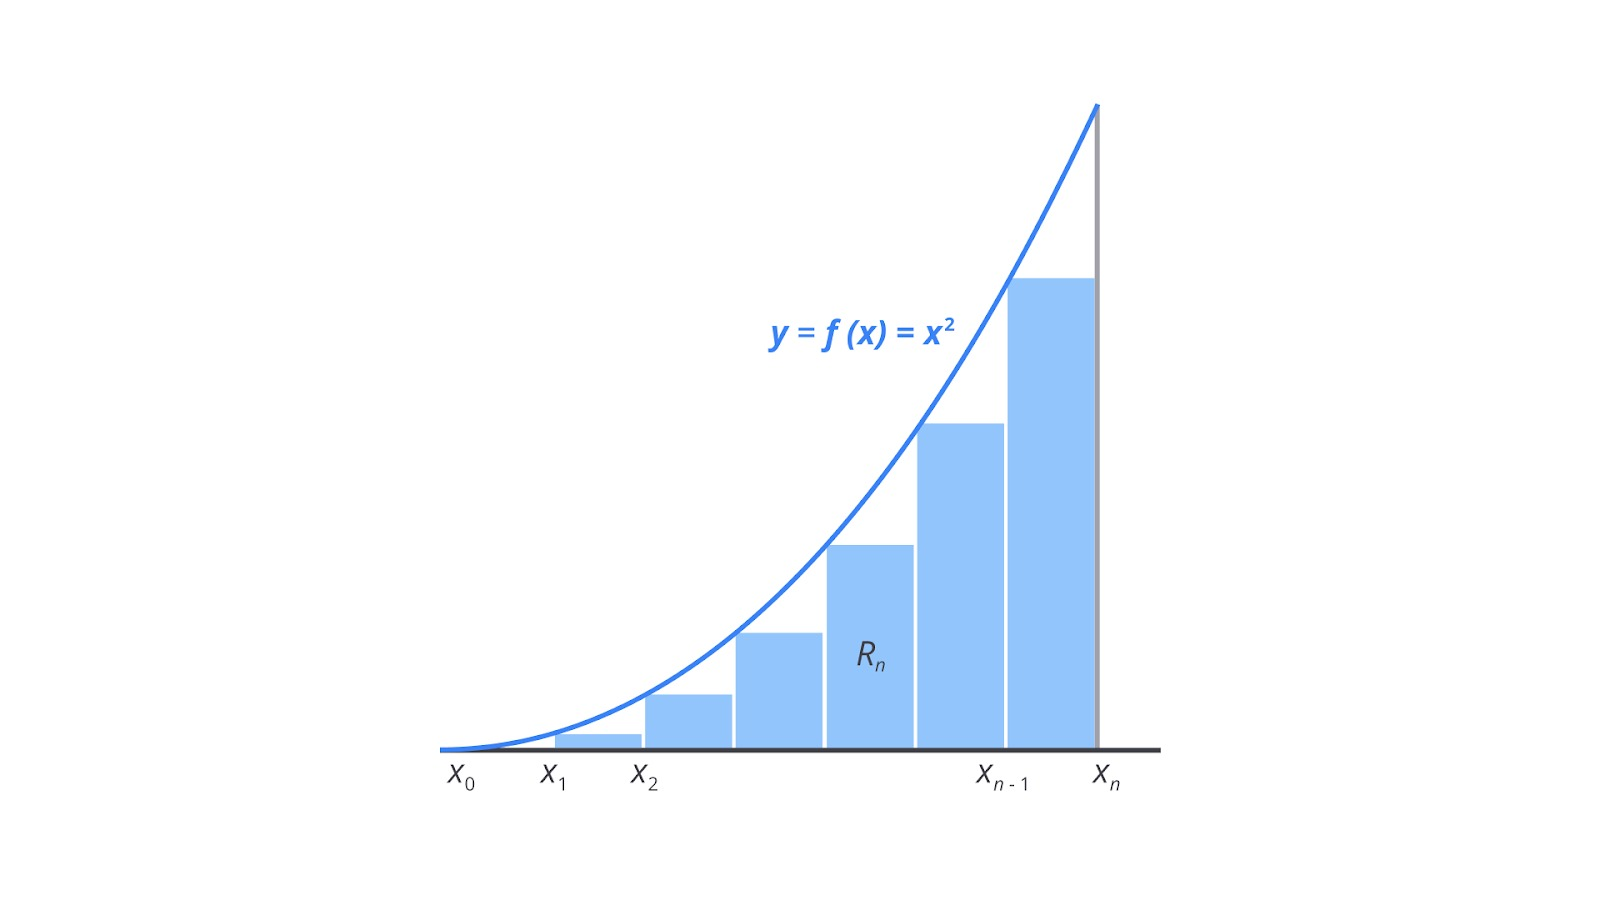 y = f (x) = x²
Rₙ
X₀ X₁ X₂ Xₙ₋₁ Xₙ